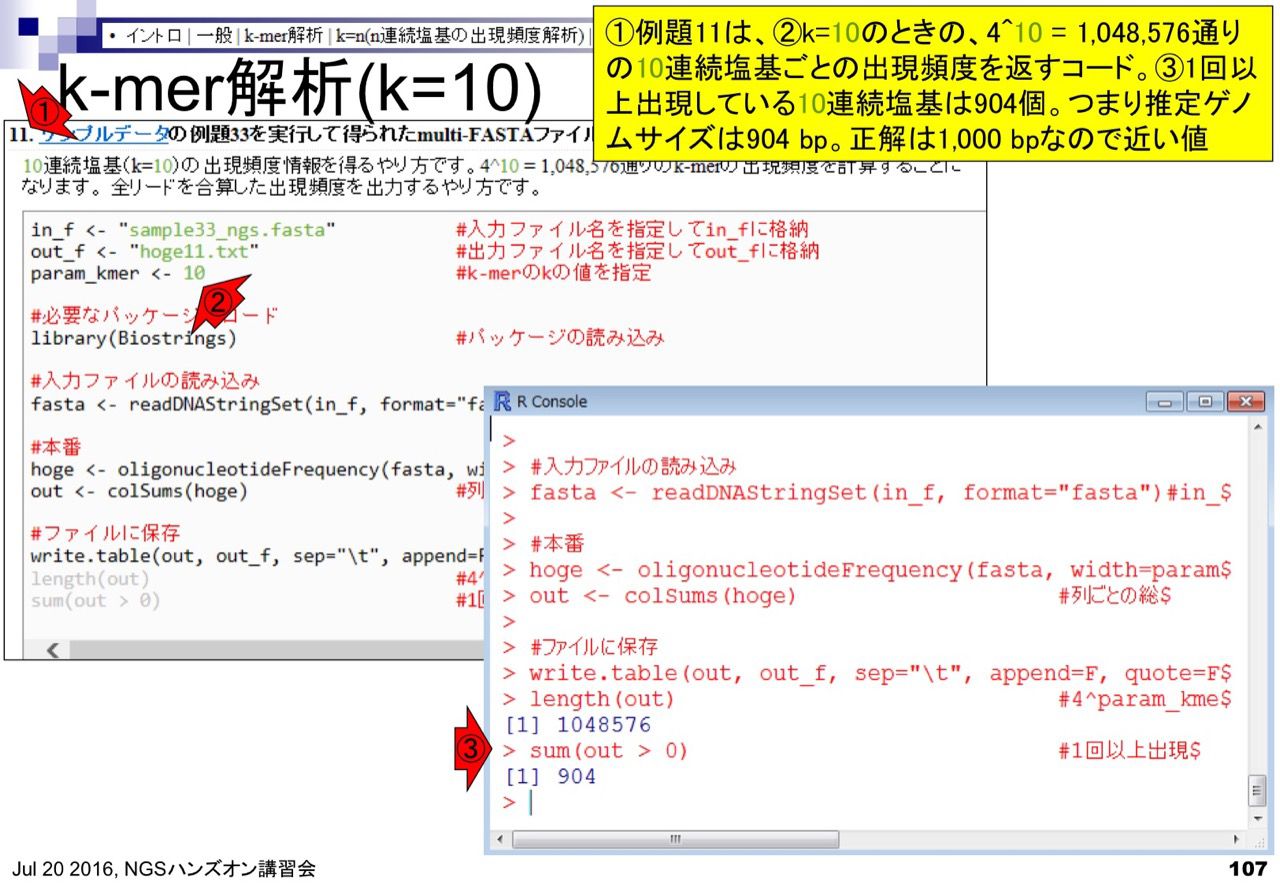 • イントロ | 一般 | k-mer解析 | k=n(n連続塩基の出現頻度解析) |
k-mer解析(k=10)
①例題11は、②k=10のときの、4^10 = 1,048,576通り
の10連続塩基ごとの出現頻度を返すコード。③1回以
上出現している10連続塩基は904個。つまり推定ゲノ
ムサイズは904 bp。正解は1,000 bpなので近い値
①
11. サンプルデータの例題33を実行して得られたmulti-FASTAファイル
10連続塩基(k=10)の出現頻度情報を得るやり方です。4^10 = 1,048,576通りのk-merの出現頻度を計算することに
なります。全リードを合算した出現頻度を出力するやり方です。
in_f <- "sample33_ngs.fasta" #入力ファイル名を指定してin_fに格納
out_f <- "hoge11.txt" #出力ファイル名を指定してout_fに格納
param_kmer <- 10 #k-merのkの値を指定
②
#必要なパッケージ ロード
library(Biostrings) #パッケージの読み込み
#入力ファイルの読み込み
fasta <- readDNAStringSet(in_f, format="fa
#本番
hoge <- oligonucleotideFrequency(fasta, wi
out <- colSums(hoge) #列
#ファイルに保存
write.table(out, out_f, sep="\t", append=F
length(out) #4^
sum(out > 0) #1回
R Console
>
> #入力ファイルの読み込み
> fasta <- readDNAStringSet(in_f, format="fasta")#in_$
>
> #本番
> hoge <- oligonucleotideFrequency(fasta, width=param$
> out <- colSums(hoge) #列ごとの総$
>
> #ファイルに保存
> write.table(out, out_f, sep="\t", append=F, quote=F$
> length(out) #4^param_kme$
[1] 1048576
③
> sum(out > 0) #1回以上出現$
[1] 904
>
Jul 20 2016, NGSハンズオン講習会
107